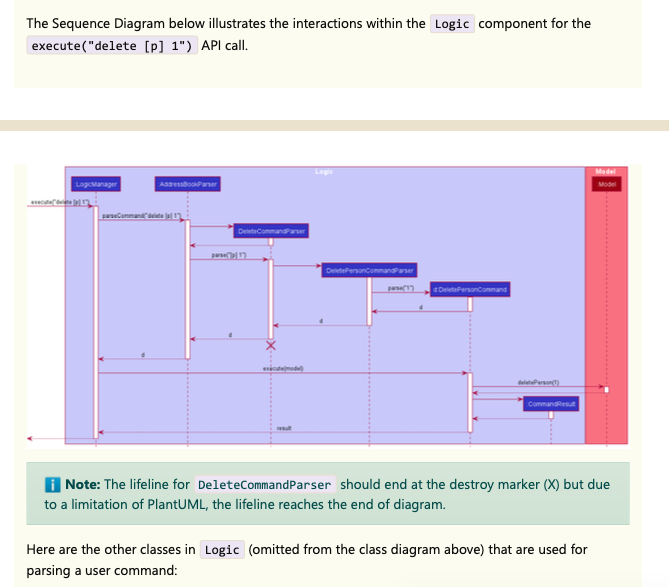 The Sequence Diagram below illustrates the interactions within the Logic component for the
execute("delete [p] 1") API call.
Logic
Model
LogicManager
AddressBookParser
Model
execute("delete [p] 1")
parseCommand("delete [p] 1")
DeleteCommandParser
parse("[p] 1")
DeletePersonCommandParser
parse("1")
d:DeletePersonCommand
d
d
d
d
execute(model)
deletePerson(1)
CommandResult
result
Note: The lifeline for DeleteCommandParser should end at the destroy marker (X) but due
to a limitation of PlantUML, the lifeline reaches the end of diagram.
Here are the other classes in Logic (omitted from the class diagram above) that are used for
parsing a user command: